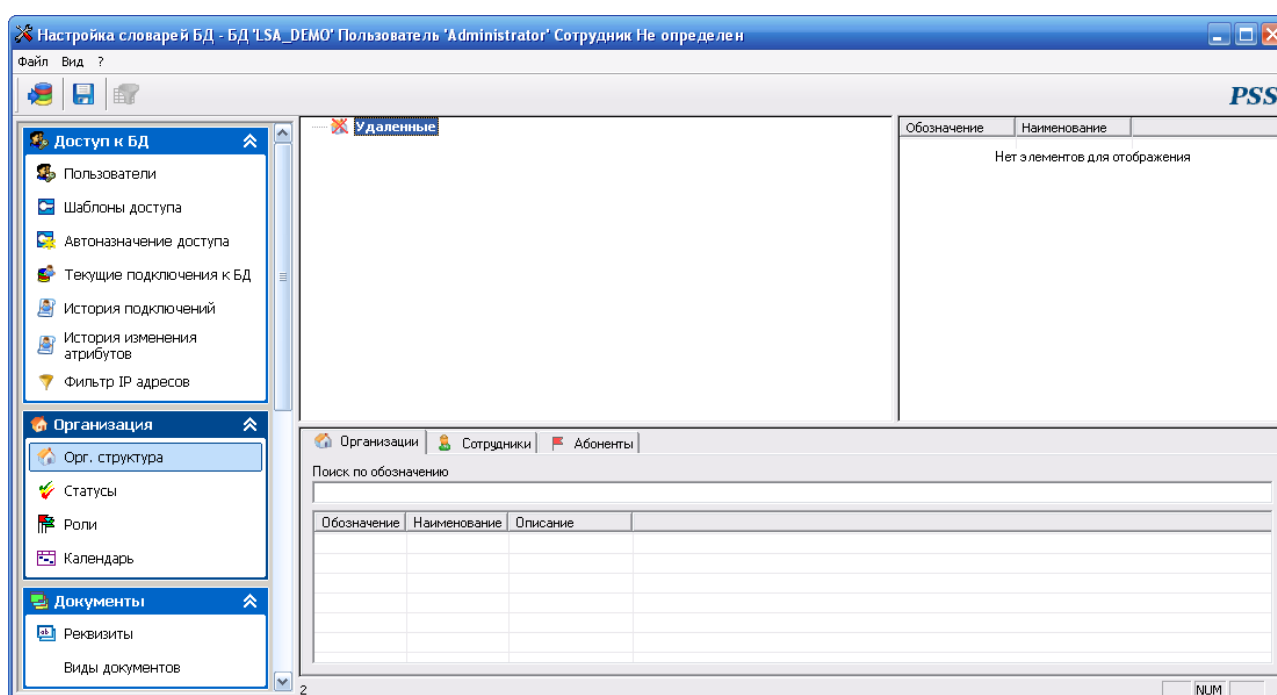 Настройка словарей БД - БД 'LSA_DEMO' Пользователь 'Administrator' Сотрудник Не определен
Файл Вид ?
PSS
Доступ к БД
Пользователи
Шаблоны доступа
Автоназначение доступа
Текущие подключения к БД
История подключений
История изменения
атрибутов
Фильтр IP адресов
Организация
Орг. структура
Статусы
Роли
Календарь
Документы
Реквизиты
Виды документов
Удаленные
Обозначение Наименование
Нет элементов для отображения
Организации Сотрудники Абоненты
Поиск по обозначению
Обозначение Наименование Описание
2 NUM